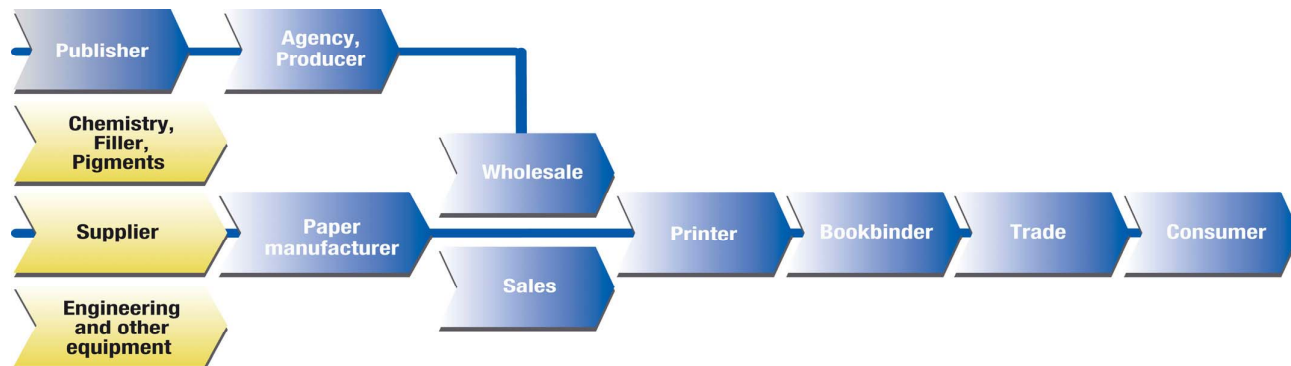 Publisher
Agency,
Producer
Chemistry,
Filler,
Pigments
Wholesale
Supplier
Paper
manufacturer
Printer
Bookbinder
Trade
Consumer
Sales
Engineering
and other
equipment